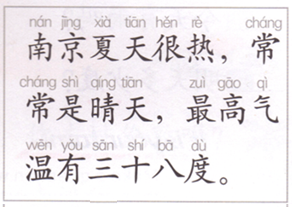 nán jīng xià tiān hěn rè cháng
南京夏天很热，常
cháng shì qíng tiān zuì gāo qì
常是晴天，最高气
wēn yǒu sān shí bā dù
温有三十八度。